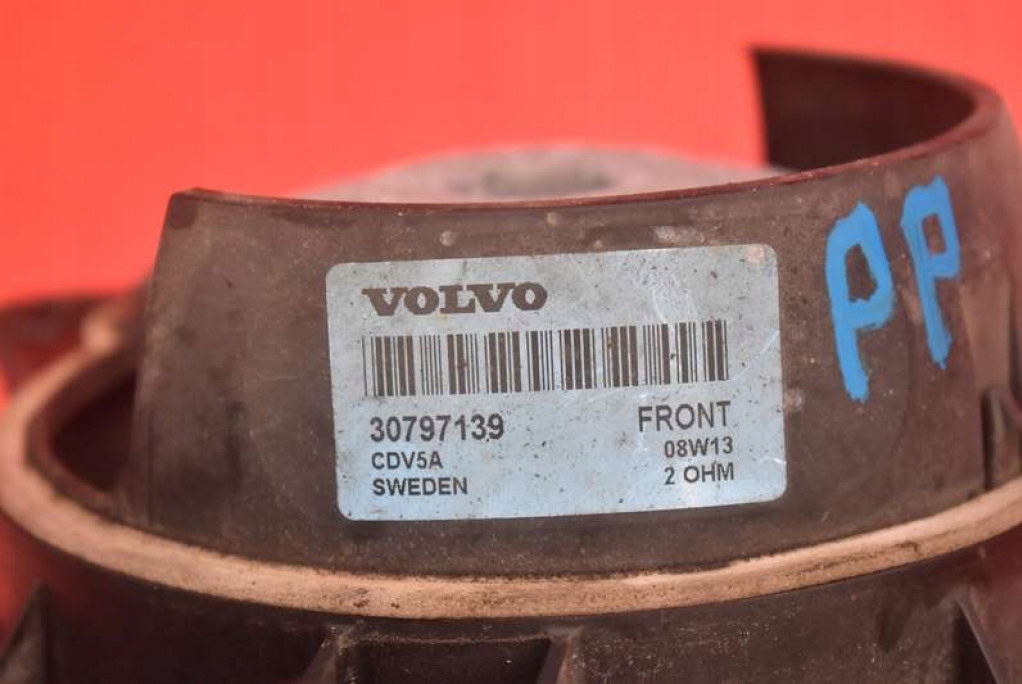 VOLVO
30797139
FRONT
CDV5A
08W13
SWEDEN
2 OHM
PP